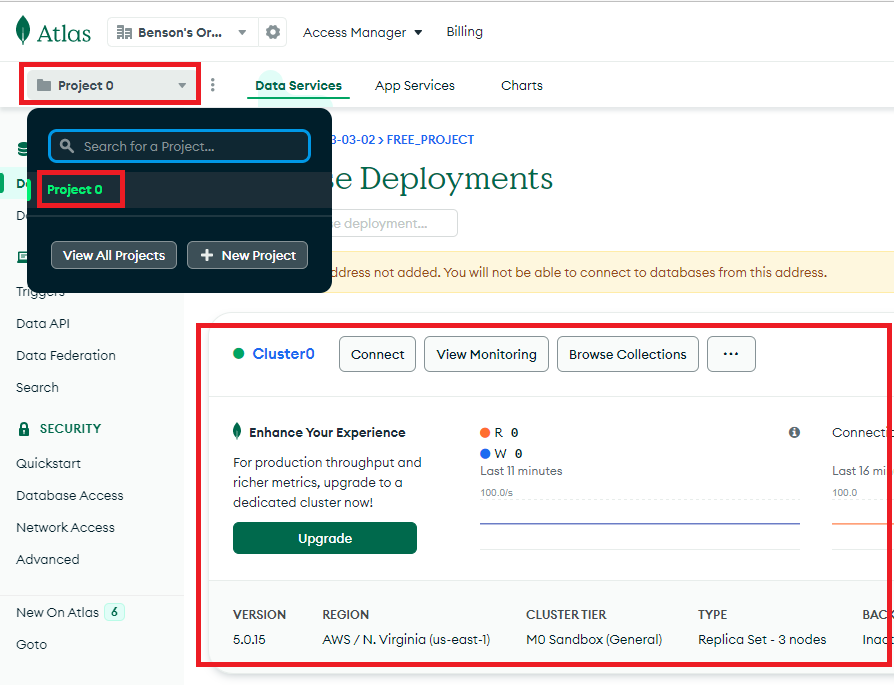 Atlas
Benson's Or...
Access Manager
Billing
Project 0
Data Services
App Services
Charts
Search for a Project...
Project 0
View All Projects
New Project
3-03-02 > FREE_PROJECT
se Deployments
se deployment...
ddress not added. You will not be able to connect to databases from this address.
Triggers
Data API
Data Federation
Search
SECURITY
Quickstart
Database Access
Network Access
Advanced
New On Atlas 6
Goto
Cluster0
Connect
View Monitoring
Browse Collections
...
Enhance Your Experience
For production throughput and
richer metrics, upgrade to a
dedicated cluster now!
Upgrade
R 0
W 0
Last 11 minutes
100.0/s
Connecti
Last 16 mi
100.0
VERSION
5.0.15
REGION
AWS / N. Virginia (us-east-1)
CLUSTER TIER
M0 Sandbox (General)
TYPE
Replica Set - 3 nodes
BACK
Inac